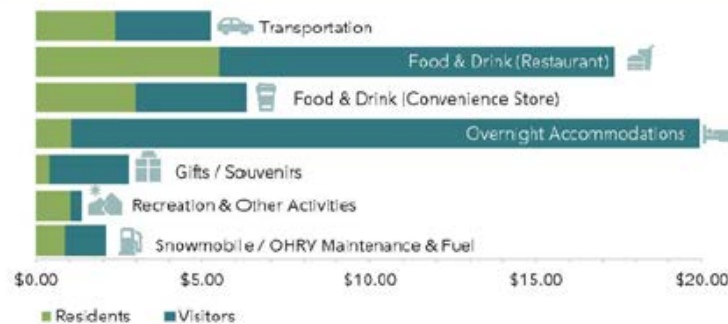 Transportation
Food & Drink (Restaurant)
Food & Drink (Convenience Store)
Overnight Accommodations
Gifts / Souvenirs
Recreation & Other Activities
Snowmobile / OHRV Maintenance & Fuel
$0.00 $5.00 $10.00 $15.00 $20.00
Residents Visitors